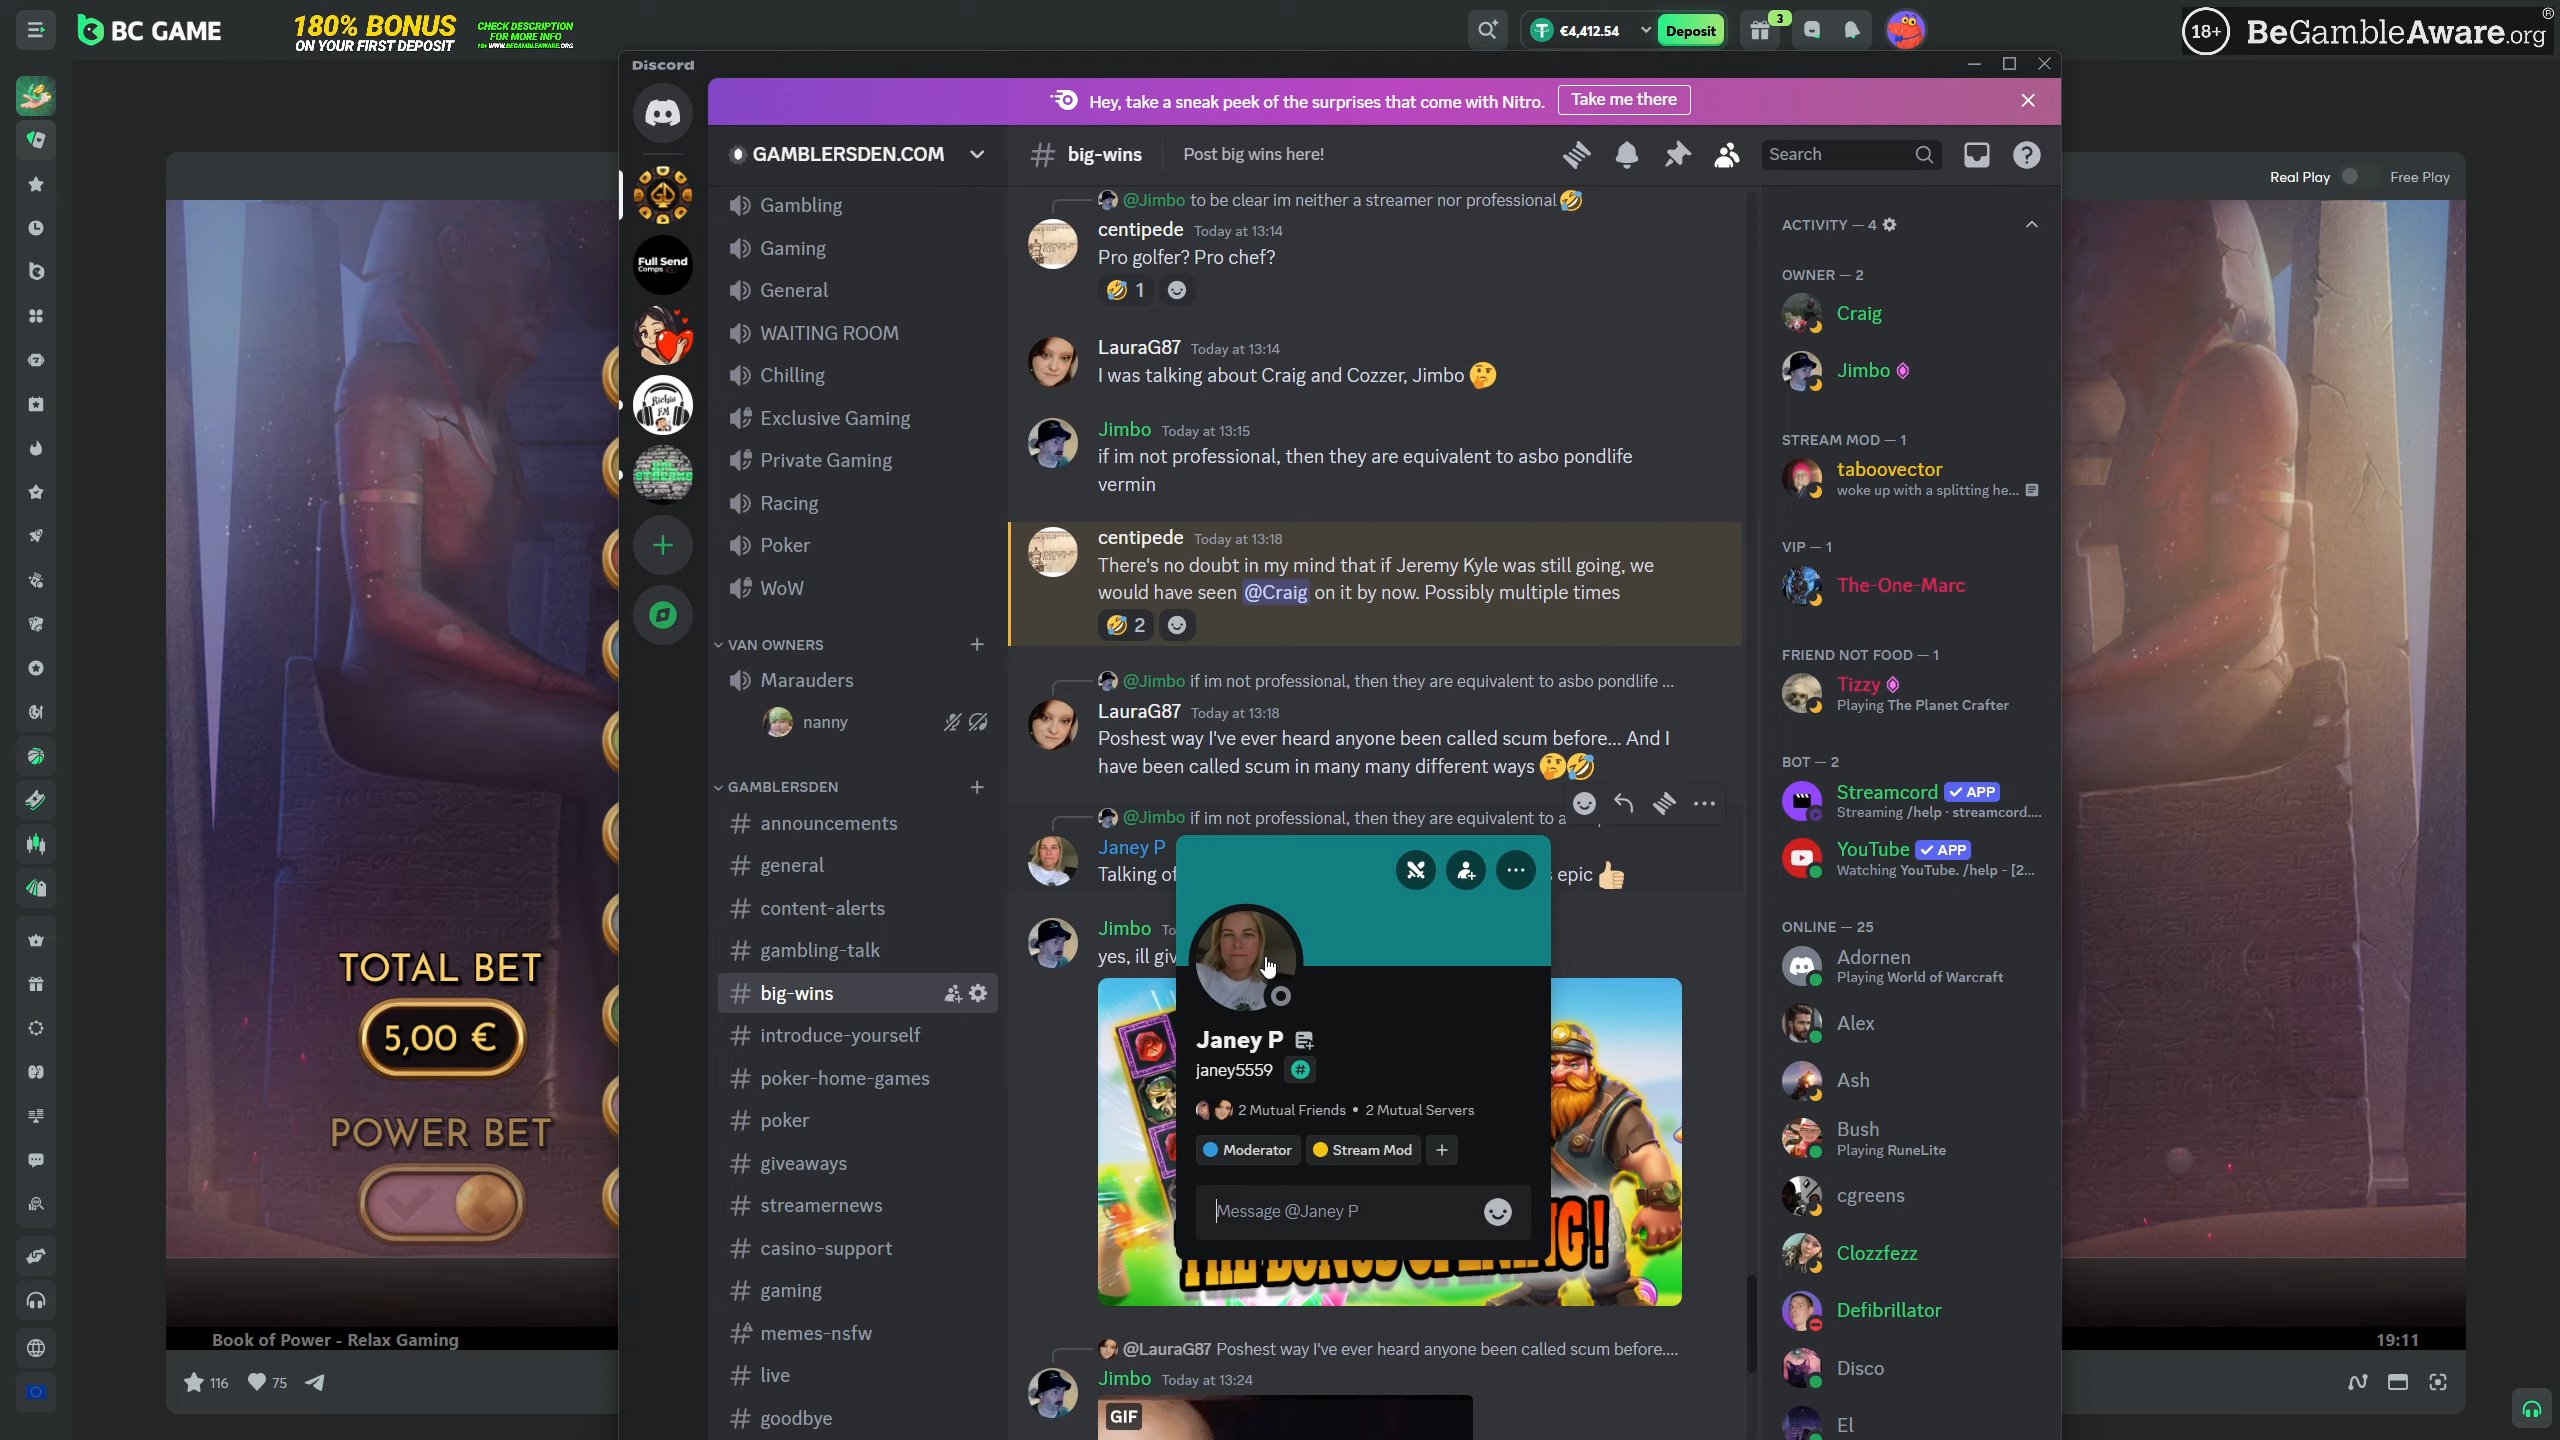 BC GAME
180% BONUS
ON YOUR FIRST DEPOSIT
CHECK DESCRIPTION
FOR MORE INFO
18+ WWW.BEGAMBLEAWARE.ORG
€4,412.54
Deposit
3
18+
BeGambleAware.org®
Discord
Hey, take a sneak peek of the surprises that come with Nitro.
Take me there
GAMBLERSDEN.COM
big-wins
Post big wins here!
Search
Real Play
Free Play
Full Send
Comps
Richie
FM
STREAMS
Gambling
Gaming
General
WAITING ROOM
Chilling
Exclusive Gaming
Private Gaming
Racing
Poker
WoW
VAN OWNERS
Marauders
nanny
GAMBLERSDEN
announcements
general
content-alerts
gambling-talk
big-wins
introduce-yourself
poker-home-games
poker
giveaways
streamernews
casino-support
gaming
memes-nsfw
live
goodbye
@Jimbo to be clear im neither a streamer nor professional 🤣
centipede Today at 13:14
Pro golfer? Pro chef?
🤣 1
LauraG87 Today at 13:14
I was talking about Craig and Cozzer, Jimbo 🤔
Jimbo Today at 13:15
if im not professional, then they are equivalent to asbo pondlife
vermin
centipede Today at 13:18
There's no doubt in my mind that if Jeremy Kyle was still going, we
would have seen @Craig on it by now. Possibly multiple times
🤣 2
@Jimbo if im not professional, then they are equivalent to asbo pondlife ...
LauraG87 Today at 13:18
Poshest way I've ever heard anyone been called scum before... And I
have been called scum in many many different ways 🤔🤣
@Jimbo if im not professional, then they are equivalent to a
Janey P
Talking of
epic 👍
Jimbo To
yes, ill giv
Janey P
janey5559
2 Mutual Friends • 2 Mutual Servers
Moderator
Stream Mod
Message @Janey P
THE BONUS OPENING!
@LauraG87 Poshest way I've ever heard anyone been called scum before....
Jimbo Today at 13:24
GIF
ACTIVITY — 4
OWNER — 2
Craig
Jimbo
STREAM MOD — 1
taboovector
woke up with a splitting he...
VIP — 1
The-One-Marc
FRIEND NOT FOOD — 1
Tizzy
Playing The Planet Crafter
BOT — 2
Streamcord ✓ APP
Streaming /help · streamcord....
YouTube ✓ APP
Watching YouTube. /help - [2...
ONLINE — 25
Adornen
Playing World of Warcraft
Alex
Ash
Bush
Playing RuneLite
cgreens
Clozzfezz
Defibrillator
Disco
El
TOTAL BET
5,00 €
POWER BET
Book of Power - Relax Gaming
19:11
116
75